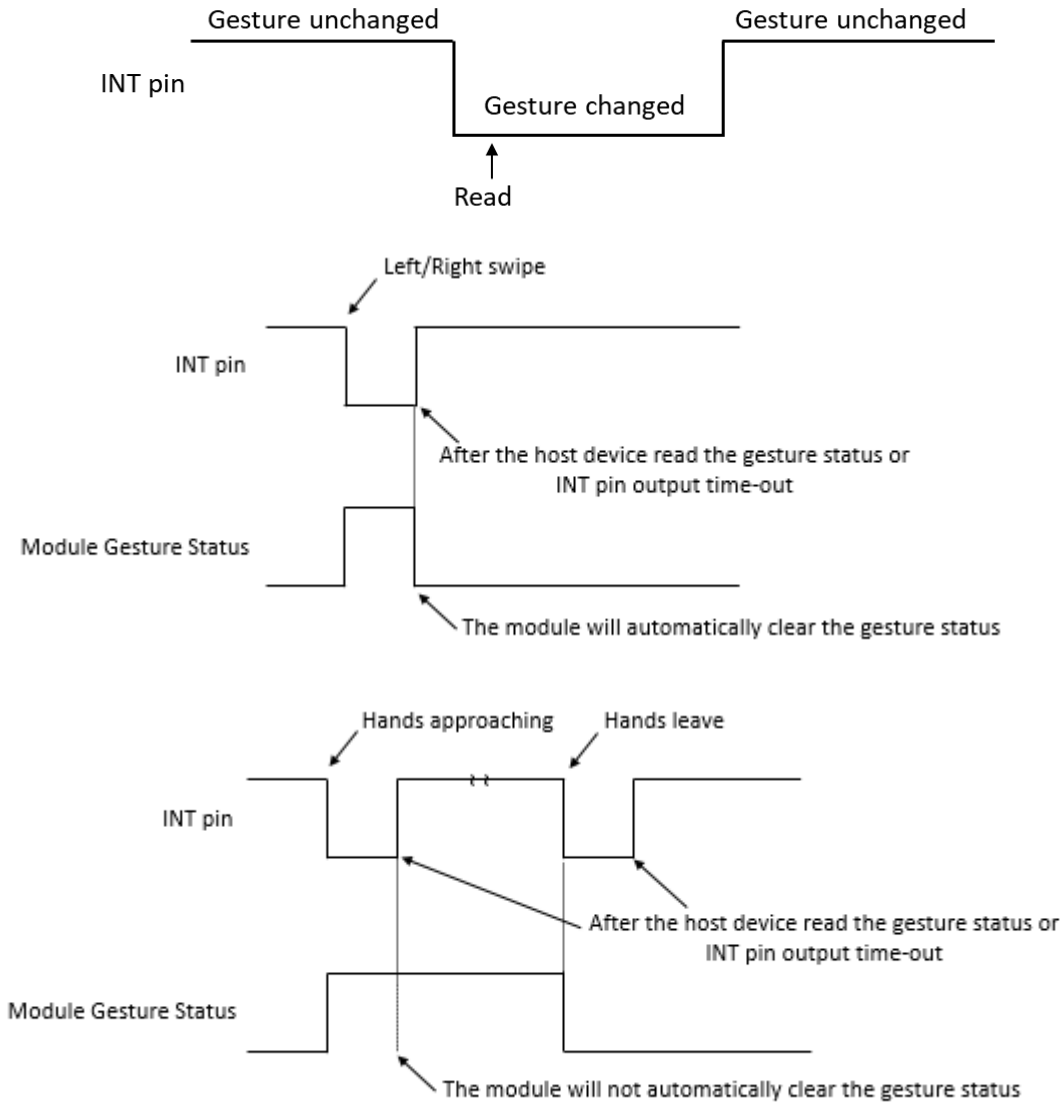 Gesture unchanged
Gesture unchanged
INT pin
Gesture changed
Read
Left/Right swipe
INT pin
After the host device read the gesture status or
INT pin output time-out
Module Gesture Status
The module will automatically clear the gesture status
Hands approaching
Hands leave
INT pin
After the host device read the gesture status or
INT pin output time-out
Module Gesture Status
The module will not automatically clear the gesture status